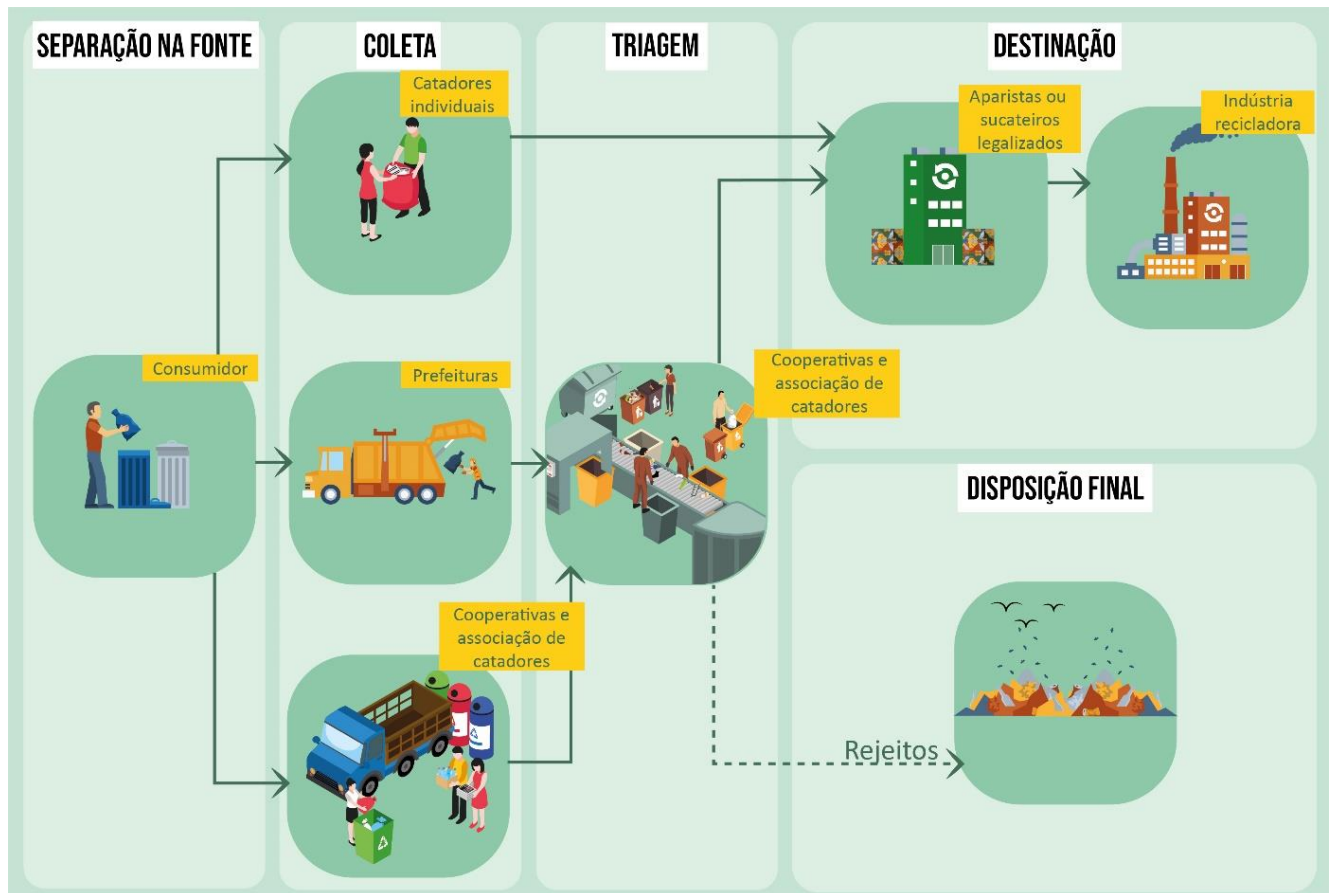 SEPARAÇÃO NA FONTE
COLETA
TRIAGEM
DESTINAÇÃO
Catadores
individuais
Aparistas ou
sucateiros
legalizados
Indústria
recicladora
Consumidor
Prefeituras
Cooperativas e
associação de
catadores
Cooperativas e
associação de
catadores
DISPOSIÇÃO FINAL
Rejeitos